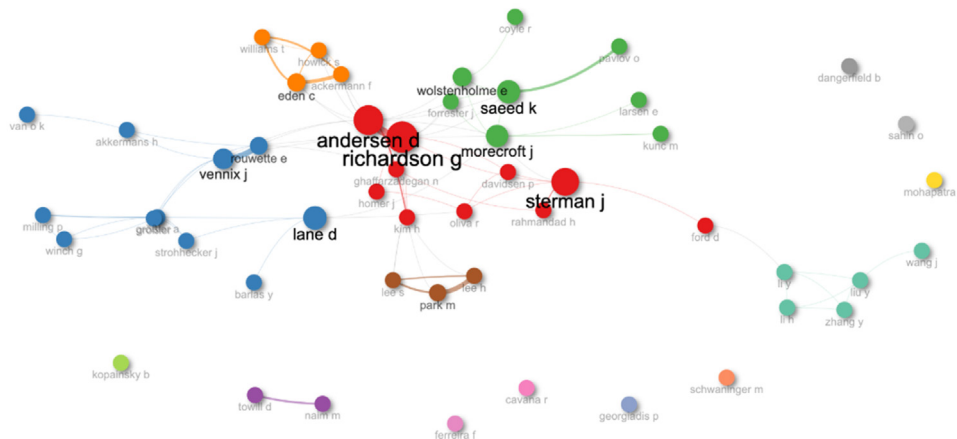 coyle r
williams t
howick s
pavlov o
dangerfield b
ackermann f
eden c
wolstenholme e
saeed k
forrester j
larsen e
van o k
akkermans h
andersen d
morecroft j
kunc m
sahin o
rouwette e
richardson g
vennix j
ghaffarzadegan n
davidsen p
mohapatra
homer j
sterman j
milling p
rahmandad h
lane d
kim h
oliva r
ford d
winch g
strohhecker j
wang j
barlas y
lee s
lee h
li y
liu y
park m
li h
zhang y
kopainsky b
schwaninger m
cavana r
towill d
naim m
georgiadis p
ferreira f